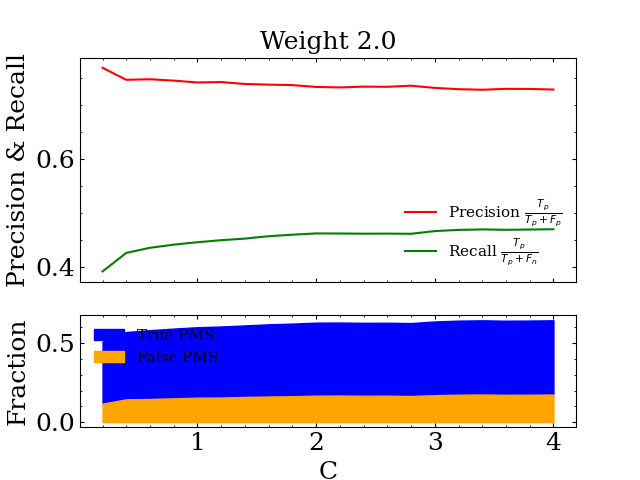 Weight 2.0
Precision & Recall
0.6
0.4
Precision $\frac{T_p}{T_p+F_p}$
Recall $\frac{T_p}{T_p+F_n}$
Fraction
0.5
0.0
True PMS
False PMS
1 2 3 4
C